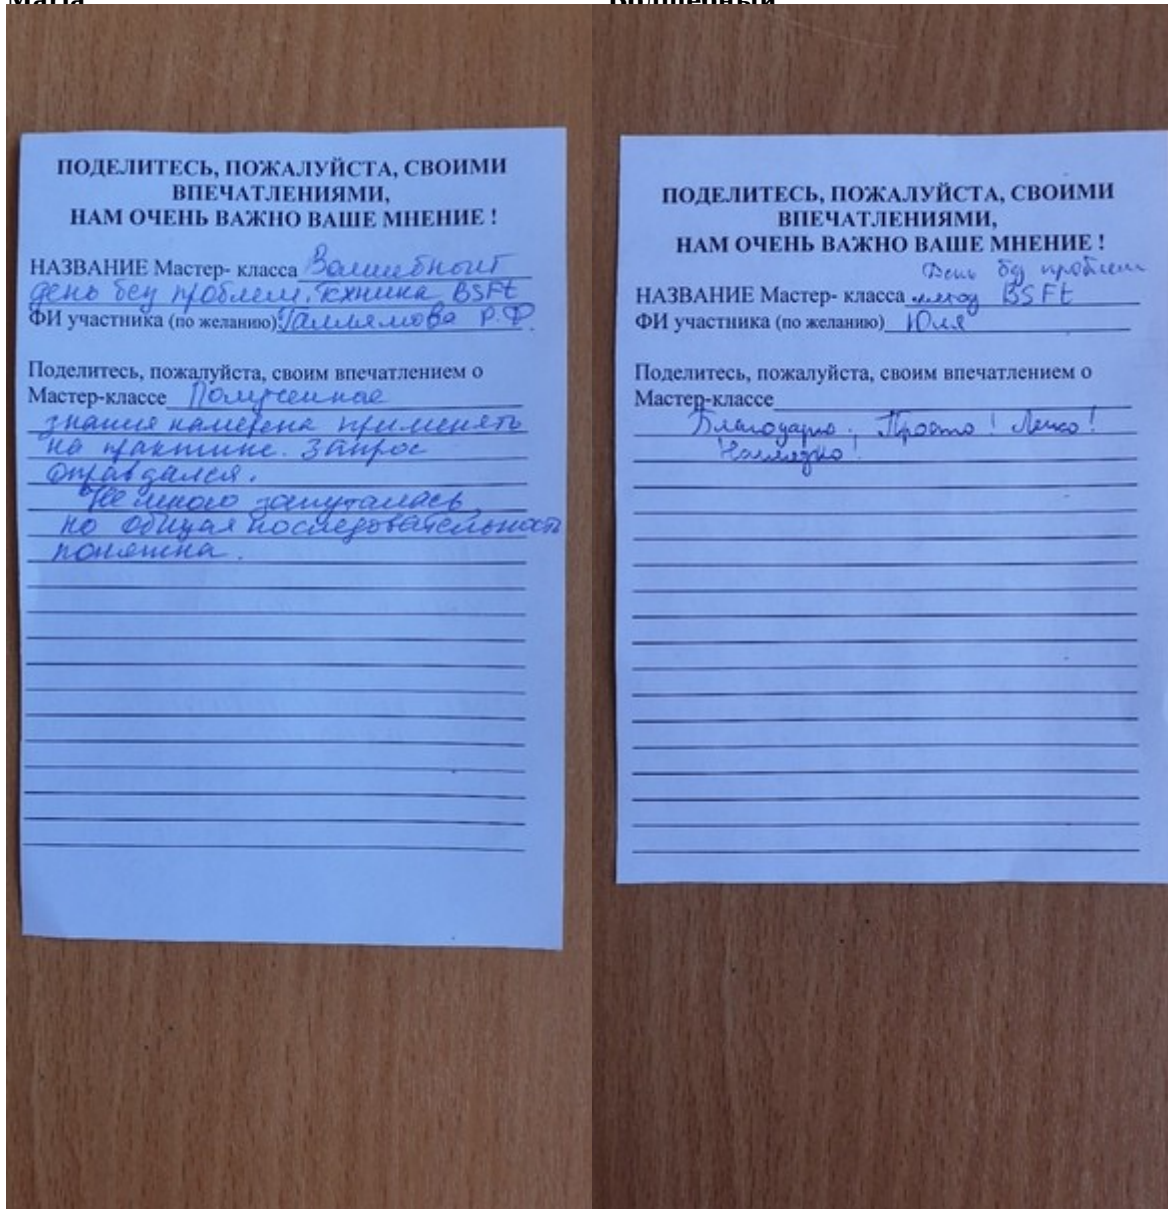 ПОДЕЛИТЕСЬ, ПОЖАЛУЙСТА, СВОИМИ
ВПЕЧАТЛЕНИЯМИ,
НАМ ОЧЕНЬ ВАЖНО ВАШЕ МНЕНИЕ !
НАЗВАНИЕ Мастер- класса Волшебный
день без проблем. Техника BSFt
ФИ участника (по желанию) Галлямова Р.Ф.
Поделитесь, пожалуйста, своим впечатлением о
Мастер-классе Полученные
знания намерена применять
на практике. Запрос
оправдался.
Немного запуталась,
но общая последовательность
понятна.
ПОДЕЛИТЕСЬ, ПОЖАЛУЙСТА, СВОИМИ
ВПЕЧАТЛЕНИЯМИ,
НАМ ОЧЕНЬ ВАЖНО ВАШЕ МНЕНИЕ !
День без проблем
НАЗВАНИЕ Мастер- класса метод BSFt
ФИ участника (по желанию) Юля
Поделитесь, пожалуйста, своим впечатлением о
Мастер-классе
Благодарю. Просто! Легко!
Наглядно!